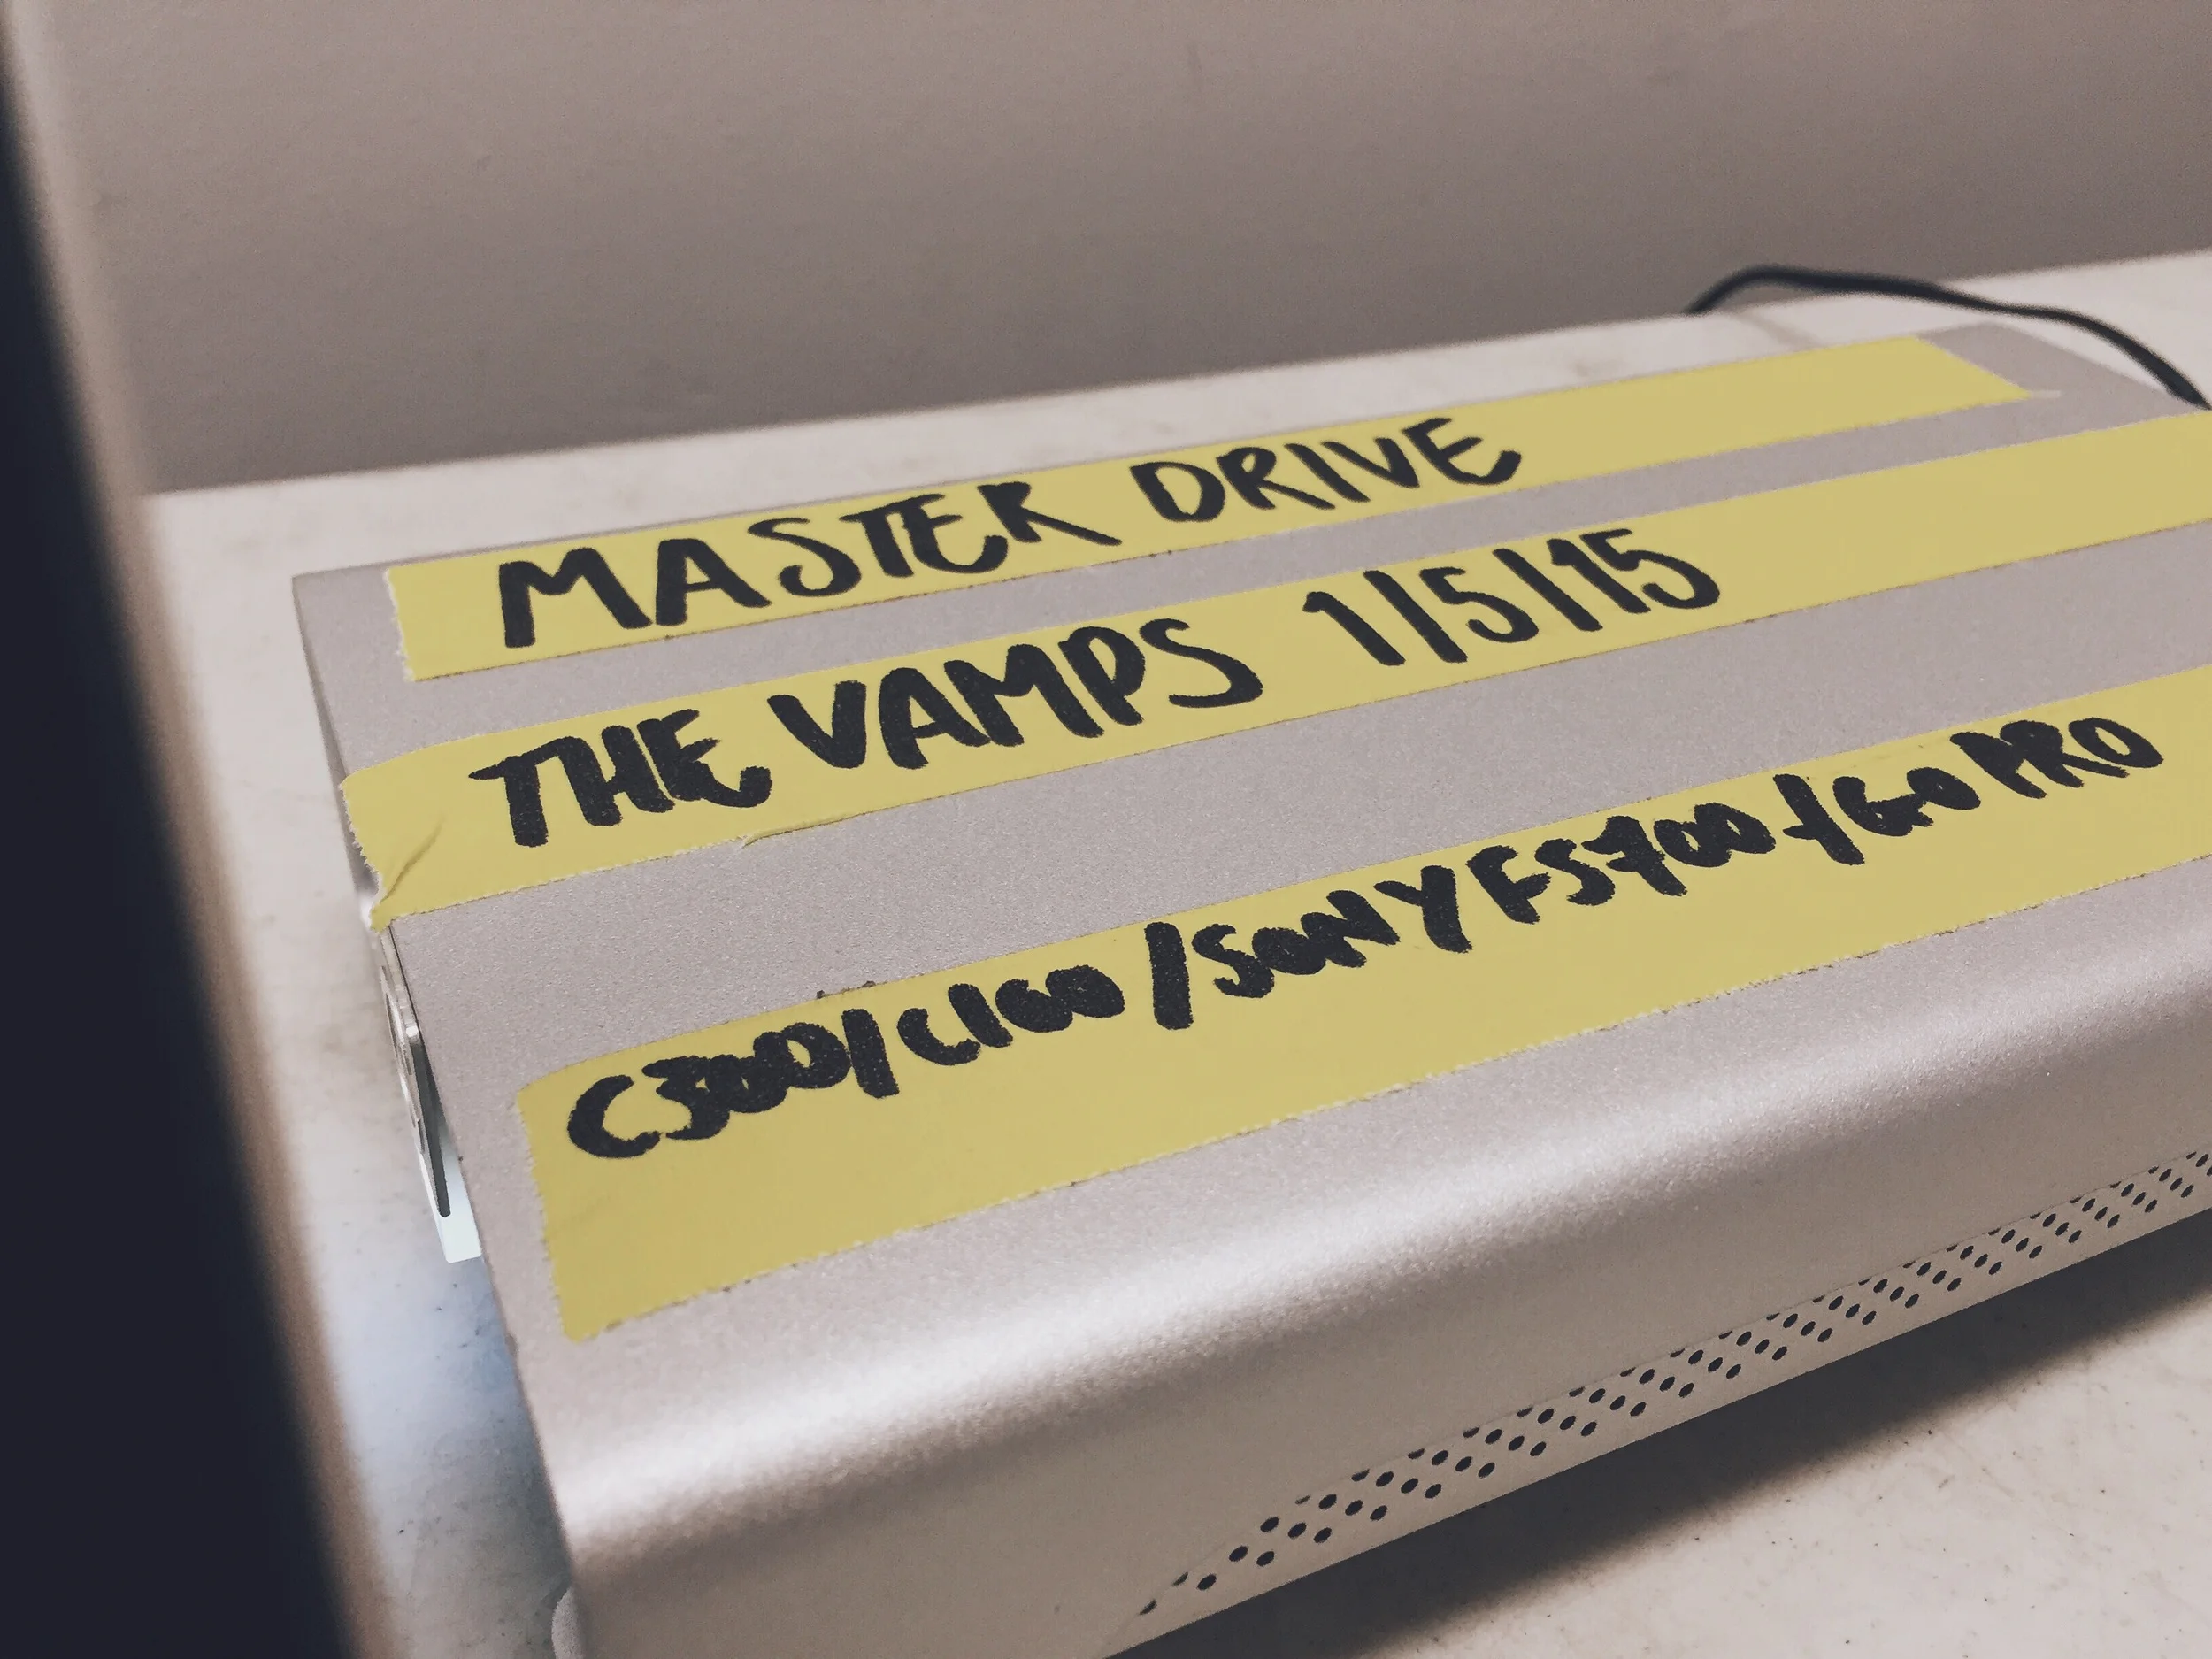 MASTER DRIVE
THE VAMPS 1/5/15
C300/C100/SONY FS700/GO PRO